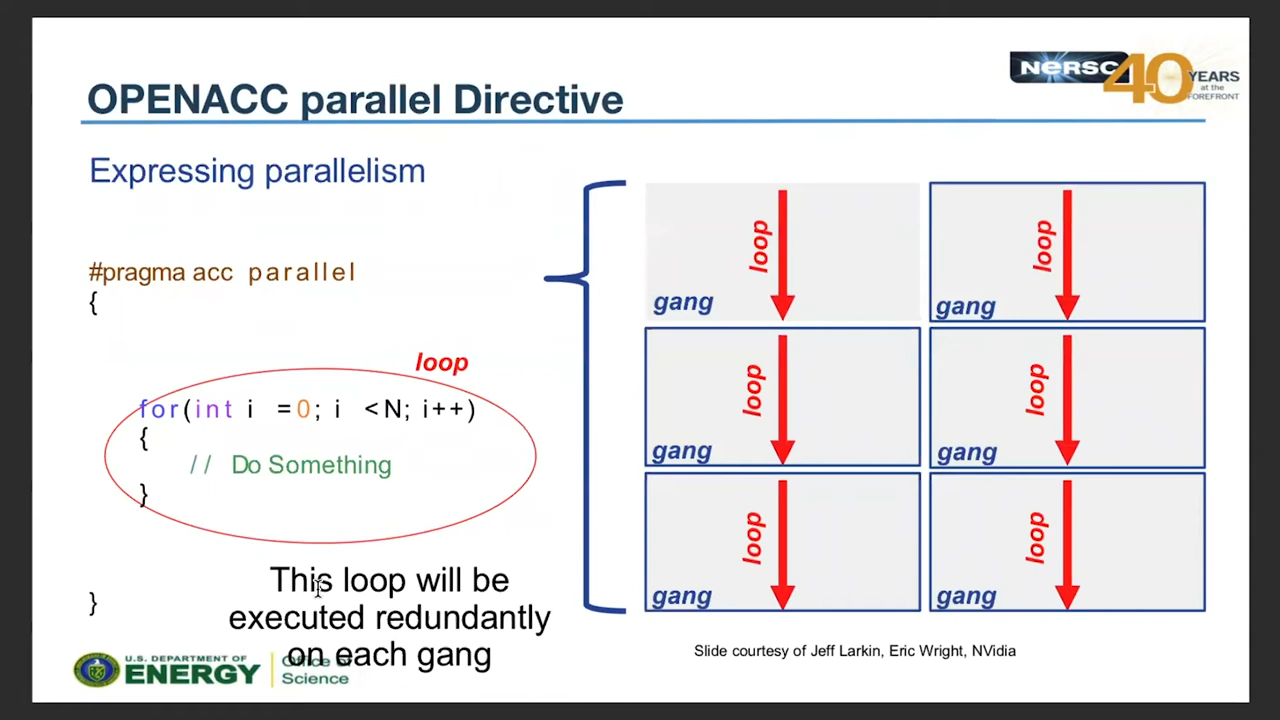 NERSC 40 YEARS at the FOREFRONT
OPENACC parallel Directive
Expressing parallelism
#pragma acc parallel
{
loop
for(int i =0; i <N; i++)
{
// Do Something
}
This loop will be
executed redundantly
on each gang
}
loop
gang
loop
gang
loop
gang
loop
gang
loop
gang
loop
gang
Slide courtesy of Jeff Larkin, Eric Wright, NVidia
U.S. DEPARTMENT OF
ENERGY
Office of
Science